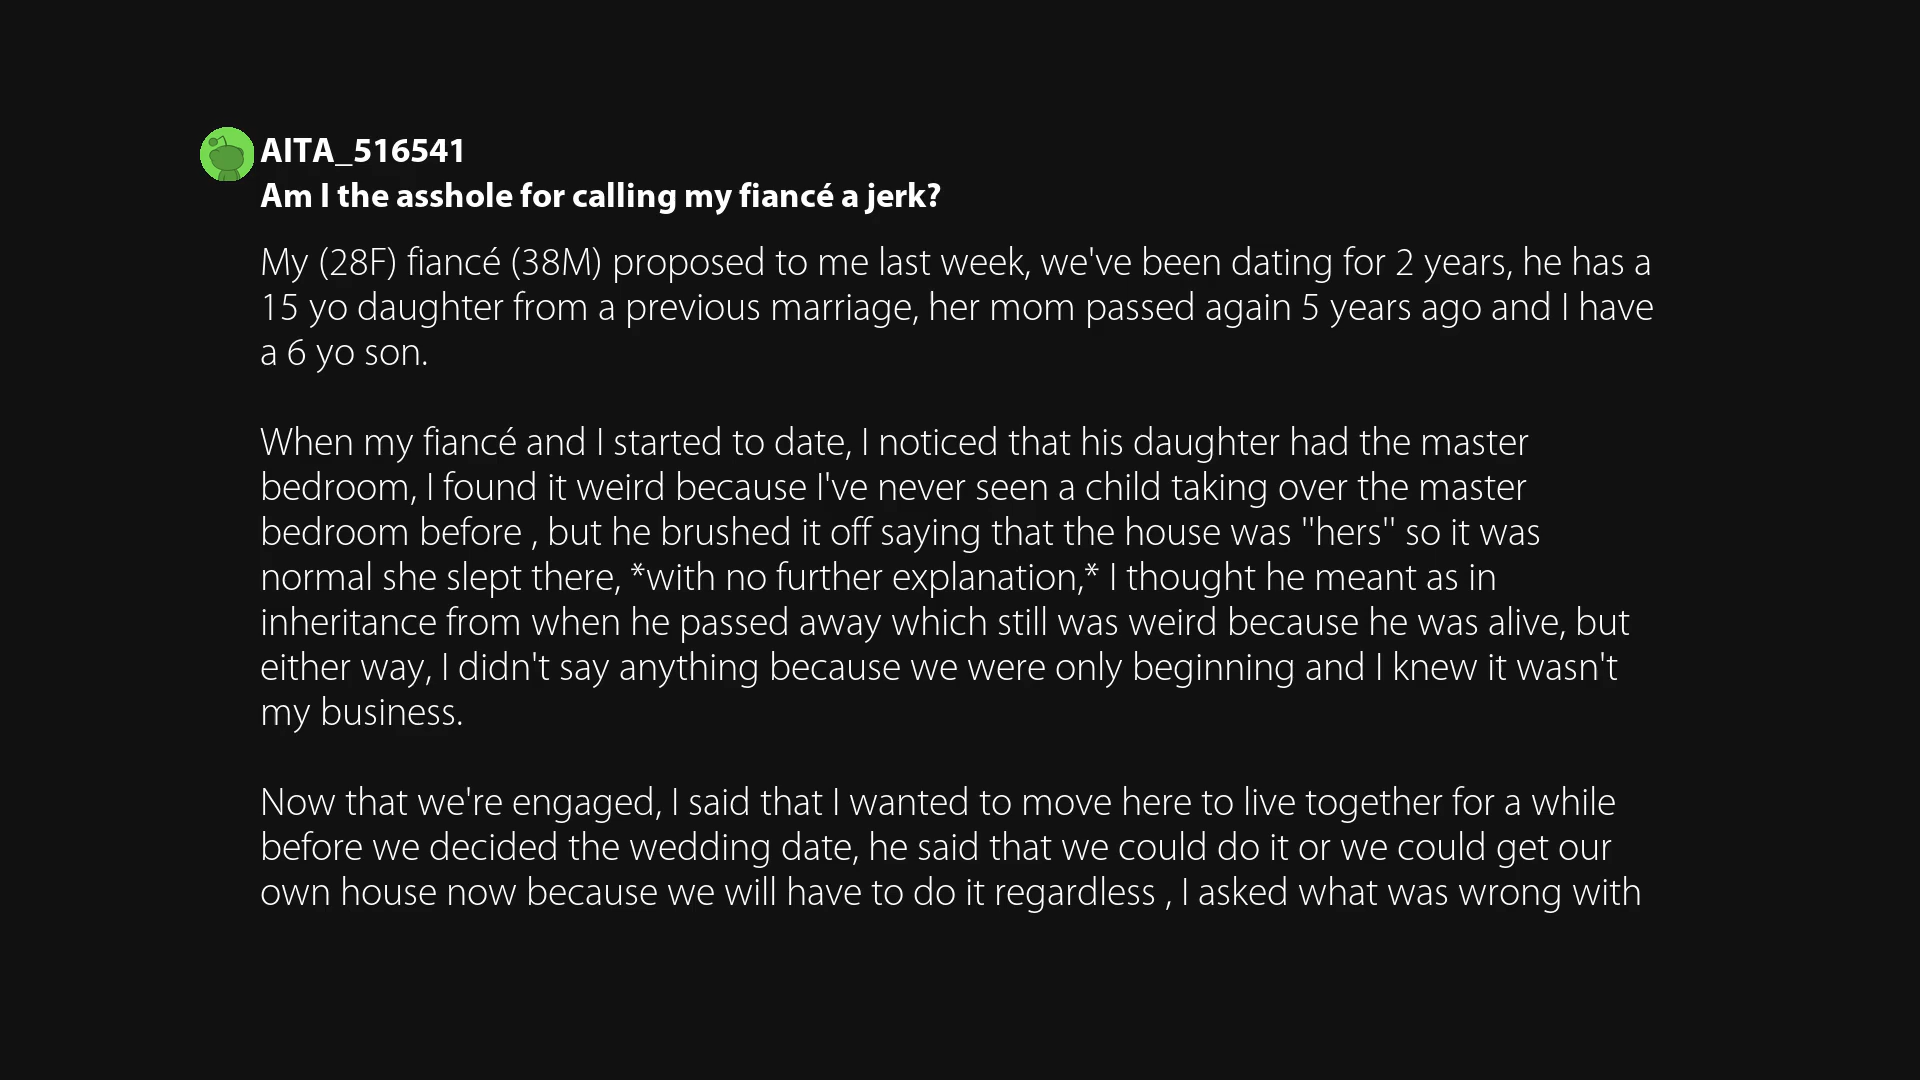 AITA_516541
Am I the asshole for calling my fiancé a jerk?
My (28F) fiancé (38M) proposed to me last week, we've been dating for 2 years, he has a
15 yo daughter from a previous marriage, her mom passed again 5 years ago and I have
a 6 yo son.
When my fiancé and I started to date, I noticed that his daughter had the master
bedroom, I found it weird because I've never seen a child taking over the master
bedroom before , but he brushed it off saying that the house was "hers" so it was
normal she slept there, *with no further explanation,* I thought he meant as in
inheritance from when he passed away which still was weird because he was alive, but
either way, I didn't say anything because we were only beginning and I knew it wasn't
my business.
Now that we're engaged, I said that I wanted to move here to live together for a while
before we decided the wedding date, he said that we could do it or we could get our
own house now because we will have to do it regardless , I asked what was wrong with